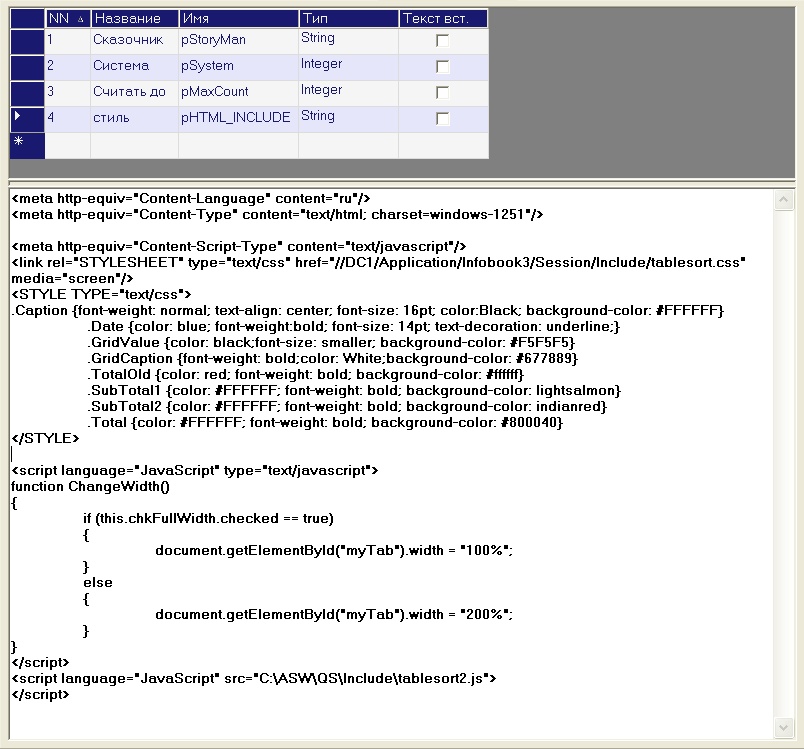 NN Название Имя Тип Текст вст.
1 Сказочник pStoryMan String
2 Система pSystem Integer
3 Считать до pMaxCount Integer
4 стиль pHTML_INCLUDE String
*
<meta http-equiv="Content-Language" content="ru"/>
<meta http-equiv="Content-Type" content="text/html; charset=windows-1251"/>
<meta http-equiv="Content-Script-Type" content="text/javascript"/>
<link rel="STYLESHEET" type="text/css" href="//DC1/Application/Infobook3/Session/Include/tablesort.css"
media="screen"/>
<STYLE TYPE="text/css">
.Caption {font-weight: normal; text-align: center; font-size: 16pt; color:Black; background-color: #FFFFFF}
.Date {color: blue; font-weight:bold; font-size: 14pt; text-decoration: underline;}
.GridValue {color: black;font-size: smaller; background-color: #F5F5F5}
.GridCaption {font-weight: bold;color: White;background-color: #677889}
.TotalOld {color: red; font-weight: bold; background-color: #ffffff}
.SubTotal1 {color: #FFFFFF; font-weight: bold; background-color: lightsalmon}
.SubTotal2 {color: #FFFFFF; font-weight: bold; background-color: indianred}
.Total {color: #FFFFFF; font-weight: bold; background-color: #800040}
</STYLE>
<script language="JavaScript" type="text/javascript">
function ChangeWidth()
{
if (this.chkFullWidth.checked == true)
{
document.getElementById("myTab").width = "100%";
}
else
{
document.getElementById("myTab").width = "200%";
}
}
</script>
<script language="JavaScript" src="C:\ASW\QS\Include\tablesort2.js">
</script>